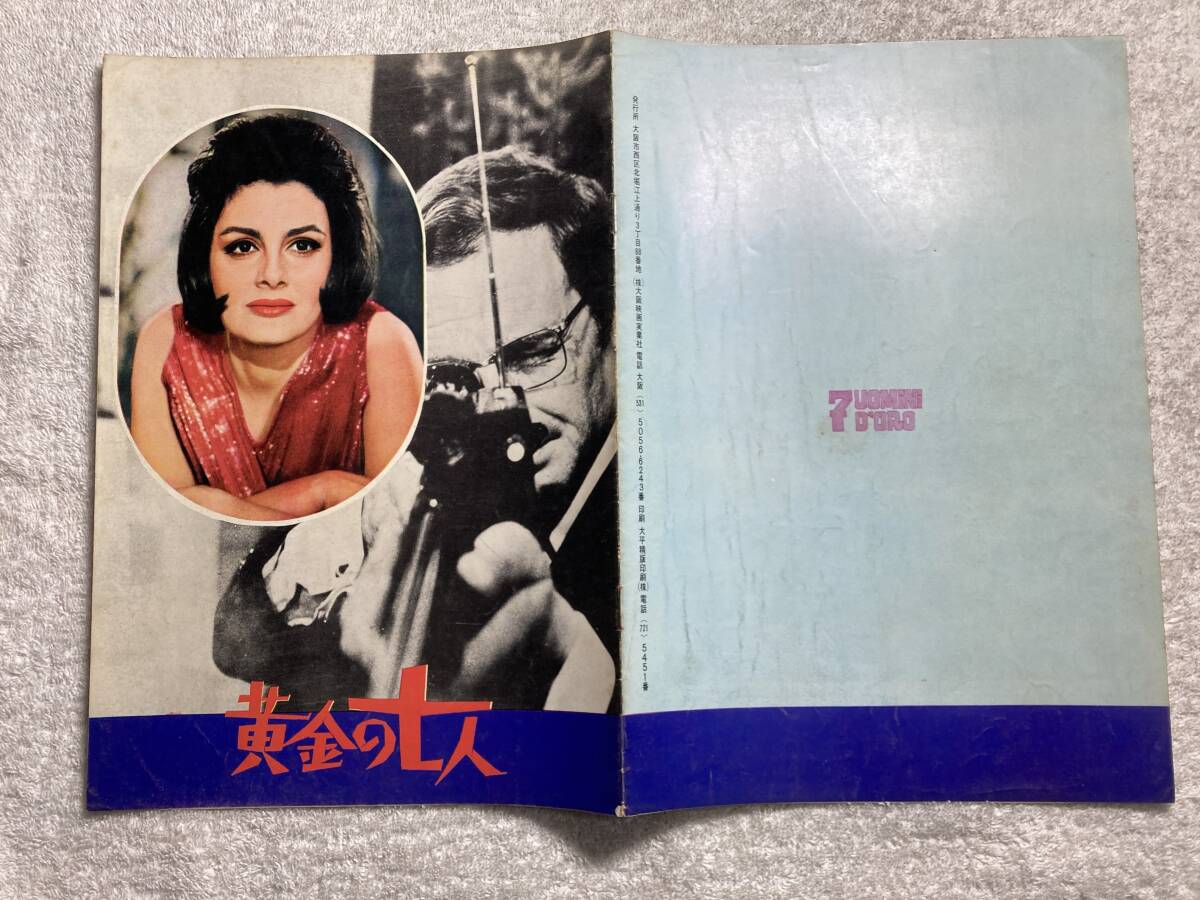 黄金の七人
発行所 大阪市西区北堀江上通り3丁目88番地 (株)大阪映画実業社 電話 大阪 (531) 5056.6243番 印刷 大平精版印刷(株) 電話 (721) 5451番
7 UOMINI
D'ORO